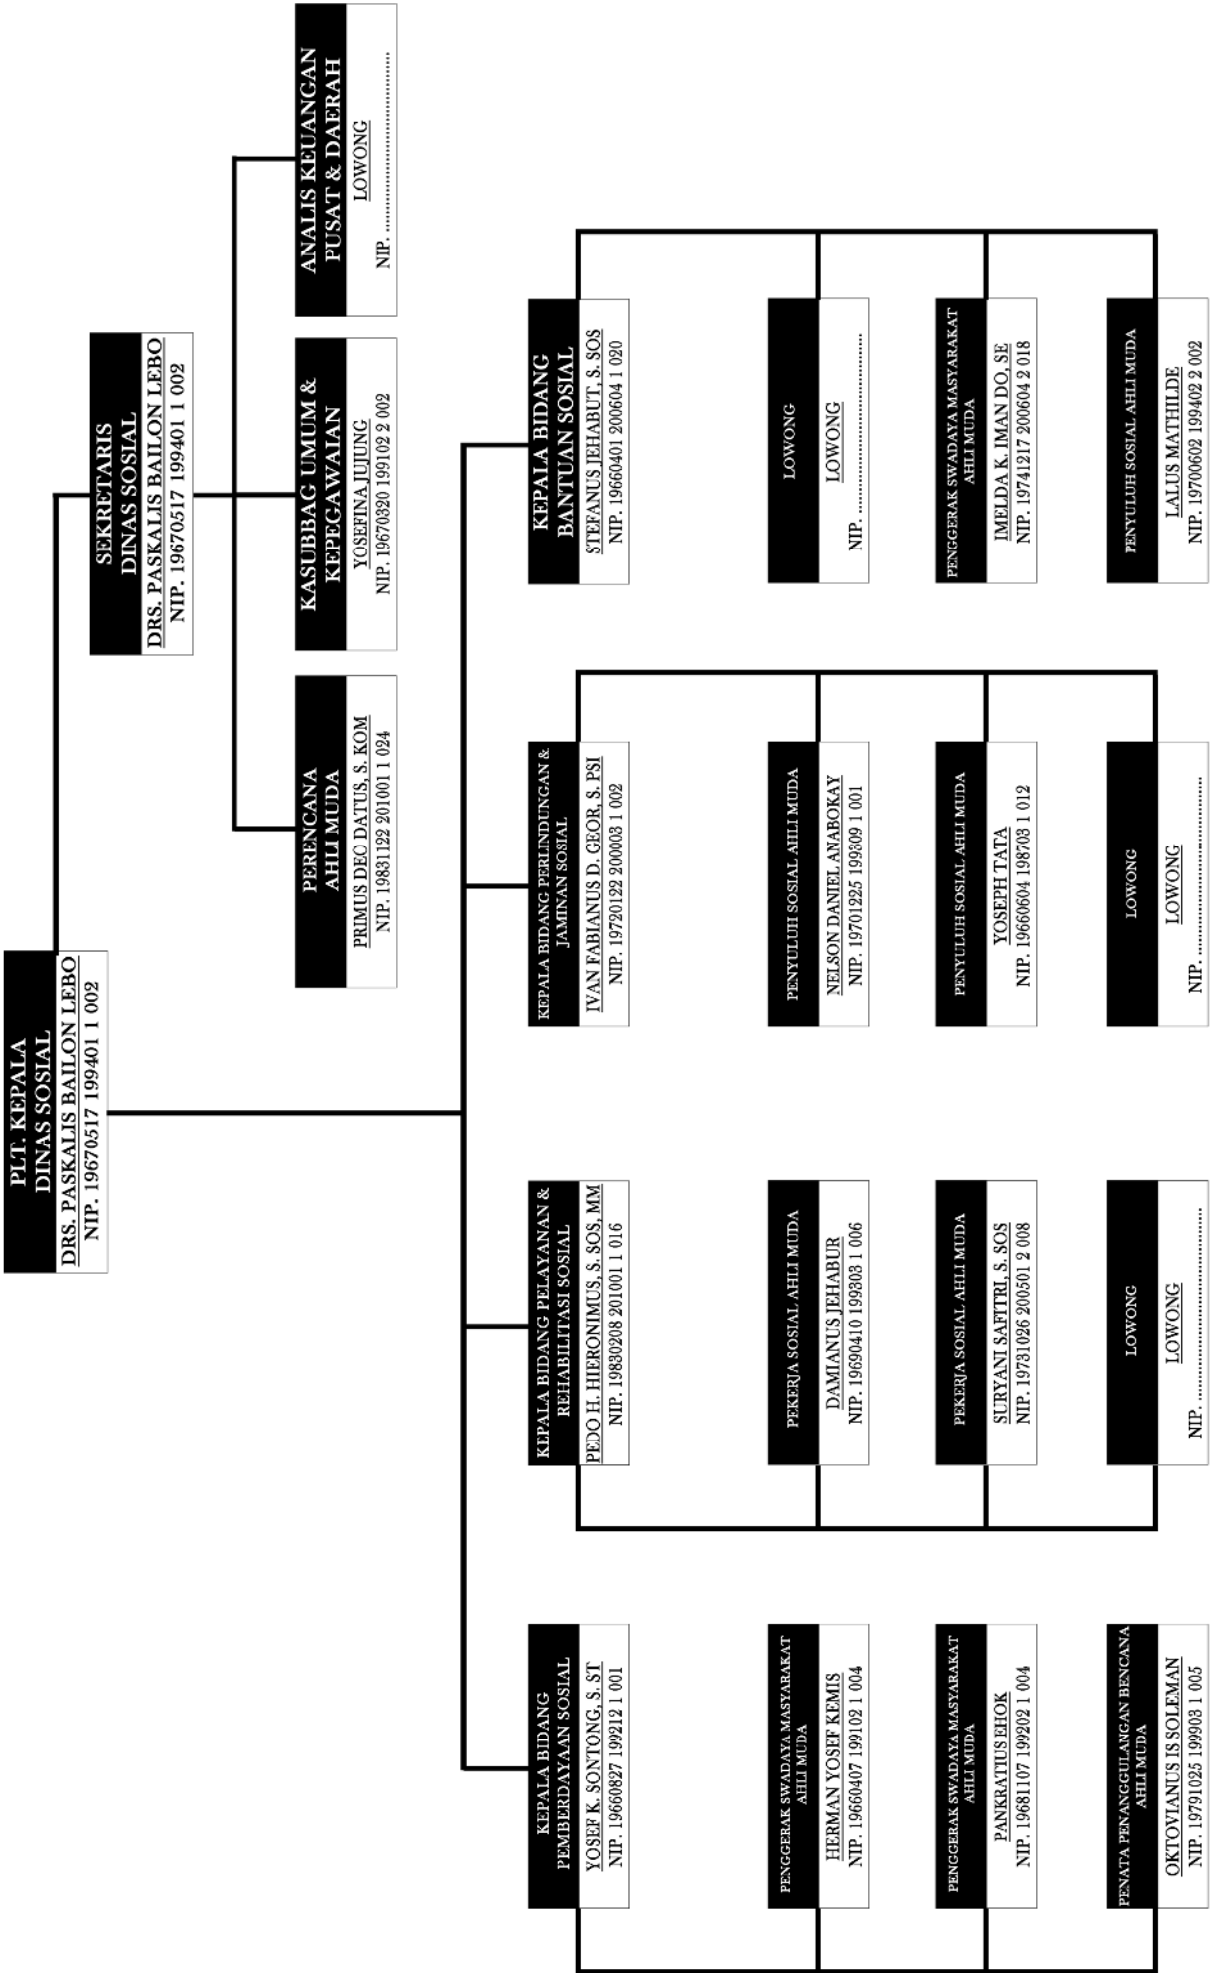 PLT. KEPALA
DINAS SOSIAL
DRS. PASKALIS BAILON LEBO
NIP. 19670517 199401 1 002
SEKRETARIS
DINAS SOSIAL
DRS. PASKALIS BAILON LEBO
NIP. 19670517 199401 1 002
PERENCANA
AHLI MUDA
PRIMUS DEO DATUS, S. KOM
NIP. 19831122 201001 1 024
KASUBBAG UMUM &
KEPEGAWAIAN
YOSEFINA JUJUNG
NIP. 19670320 199102 2 002
ANALIS KEUANGAN
PUSAT & DAERAH
LOWONG
NIP. ........................................
KEPALA BIDANG
PEMBERDAYAAN SOSIAL
YOSEF K. SONTONG, S. ST
NIP. 19660827 199212 1 001
PENGGERAK SWADAYA MASYARAKAT
AHLI MUDA
HERMAN YOSEF KEMIS
NIP. 19660407 199102 1 004
PENGGERAK SWADAYA MASYARAKAT
AHLI MUDA
PANKRATIUS EHOK
NIP. 19681107 199202 1 004
PENATA PENANGGULANGAN BENCANA
AHLI MUDA
OKTOVIANUS IS SOLEMAN
NIP. 19791025 199903 1 005
KEPALA BIDANG PELAYANAN &
REHABILITASI SOSIAL
PEDO H. HIERONIMUS, S. SOS, MM
NIP. 19830208 201001 1 016
PEKERJA SOSIAL AHLI MUDA
DAMIANUS JEHABUR
NIP. 19690410 199303 1 006
PEKERJA SOSIAL AHLI MUDA
SURYANI SAFITRI, S. SOS
NIP. 19731026 200501 2 008
LOWONG
LOWONG
NIP. ........................................
KEPALA BIDANG PERLINDUNGAN &
JAMINAN SOSIAL
IVAN FABIANUS D. GEOR, S. PSI
NIP. 19720122 200003 1 002
PENYULUH SOSIAL AHLI MUDA
NELSON DANIEL ANABOKAY
NIP. 19701225 199309 1 001
PENYULUH SOSIAL AHLI MUDA
YOSEPH TATA
NIP. 19660604 198703 1 012
LOWONG
LOWONG
NIP. ........................................
KEPALA BIDANG
BANTUAN SOSIAL
STEFANUS JEHABUT, S. SOS
NIP. 19660401 200604 1 020
LOWONG
LOWONG
NIP. ........................................
PENGGERAK SWADAYA MASYARAKAT
AHLI MUDA
IMELDA K. IMAN DO, SE
NIP. 19741217 200604 2 018
PENYULUH SOSIAL AHLI MUDA
LALUS MATHILDE
NIP. 19700602 199402 2 002